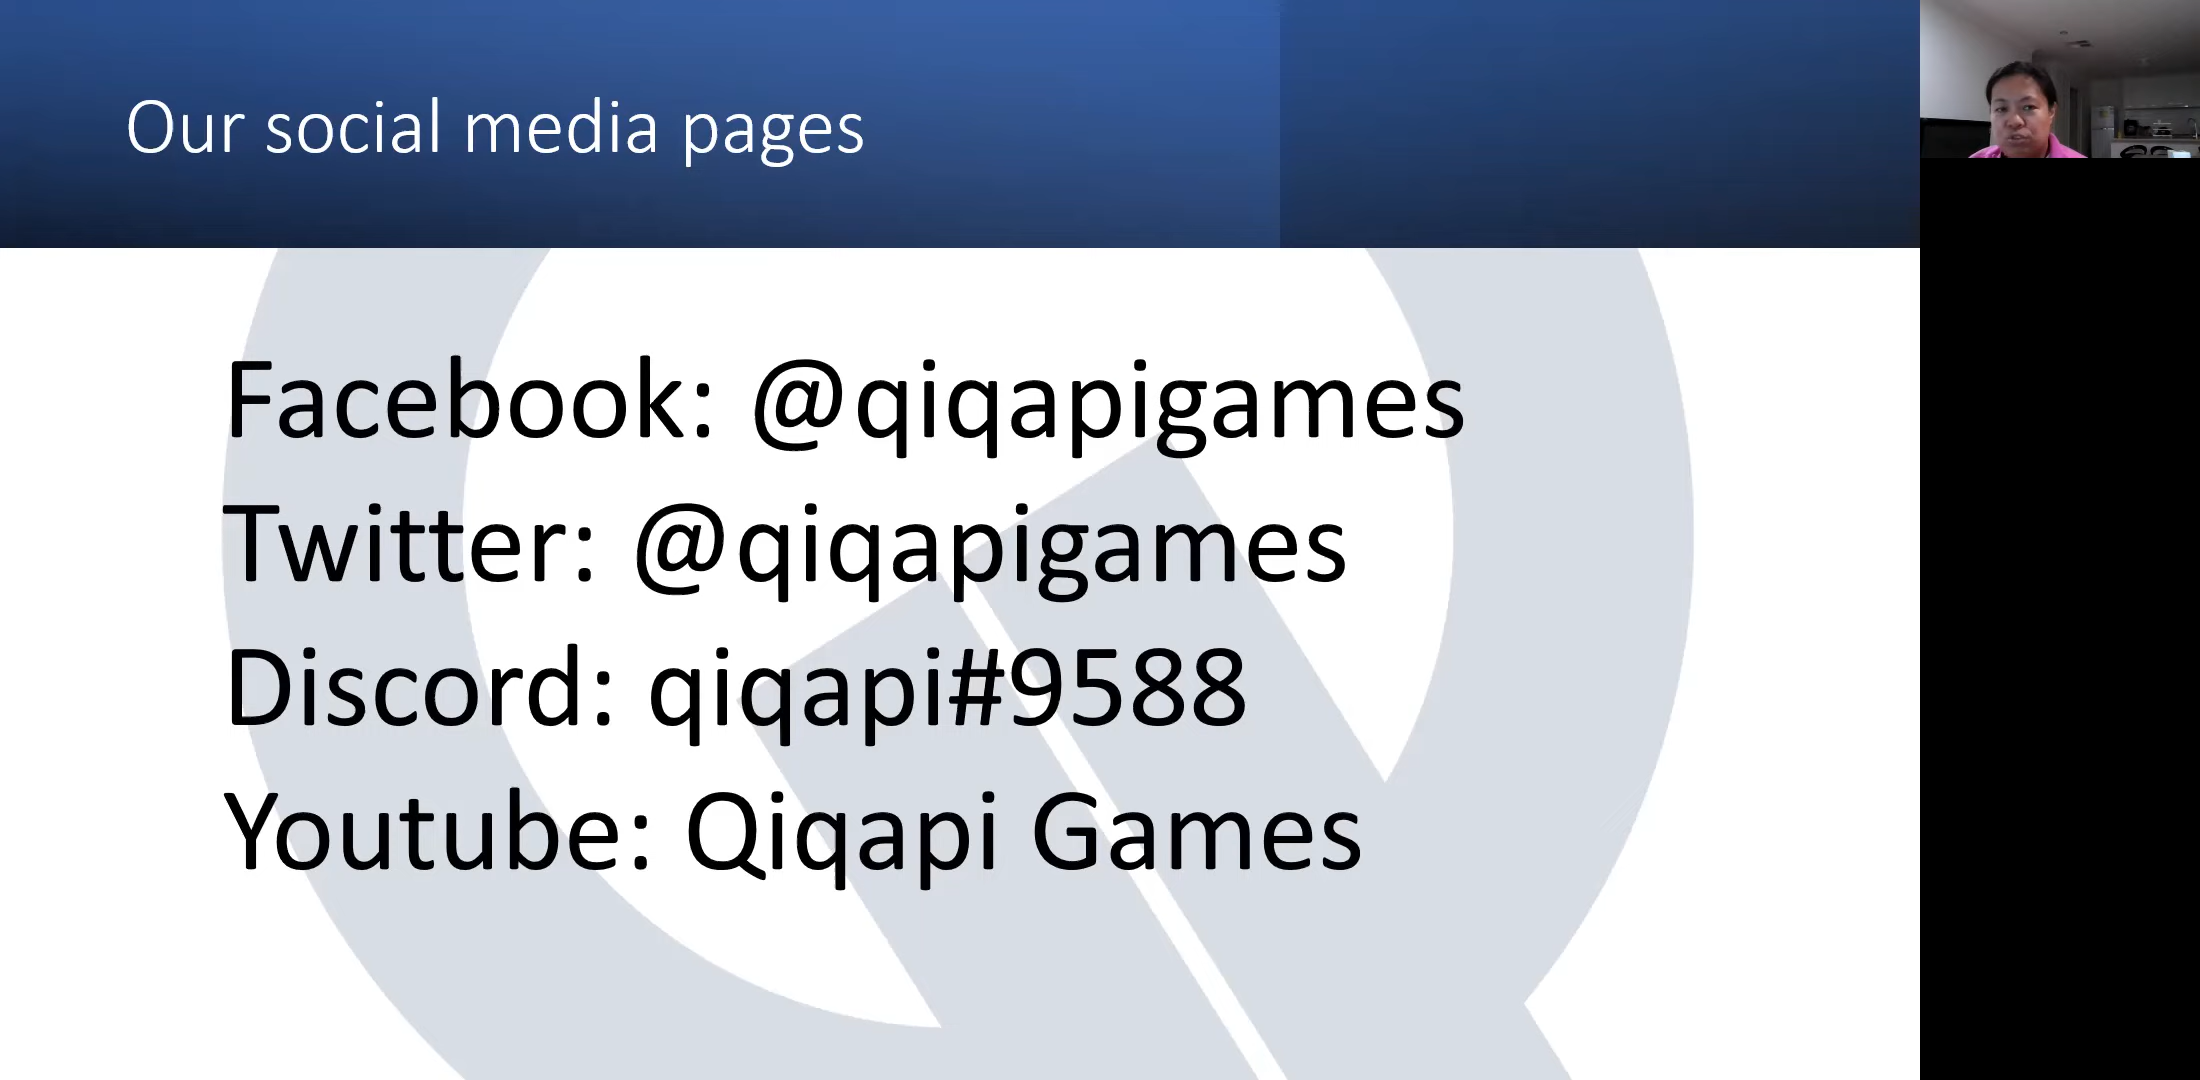 Our social media pages
Facebook: @qiqapigames
Twitter: @qiqapigames
Discord: qiqapi#9588
Youtube: Qiqapi Games